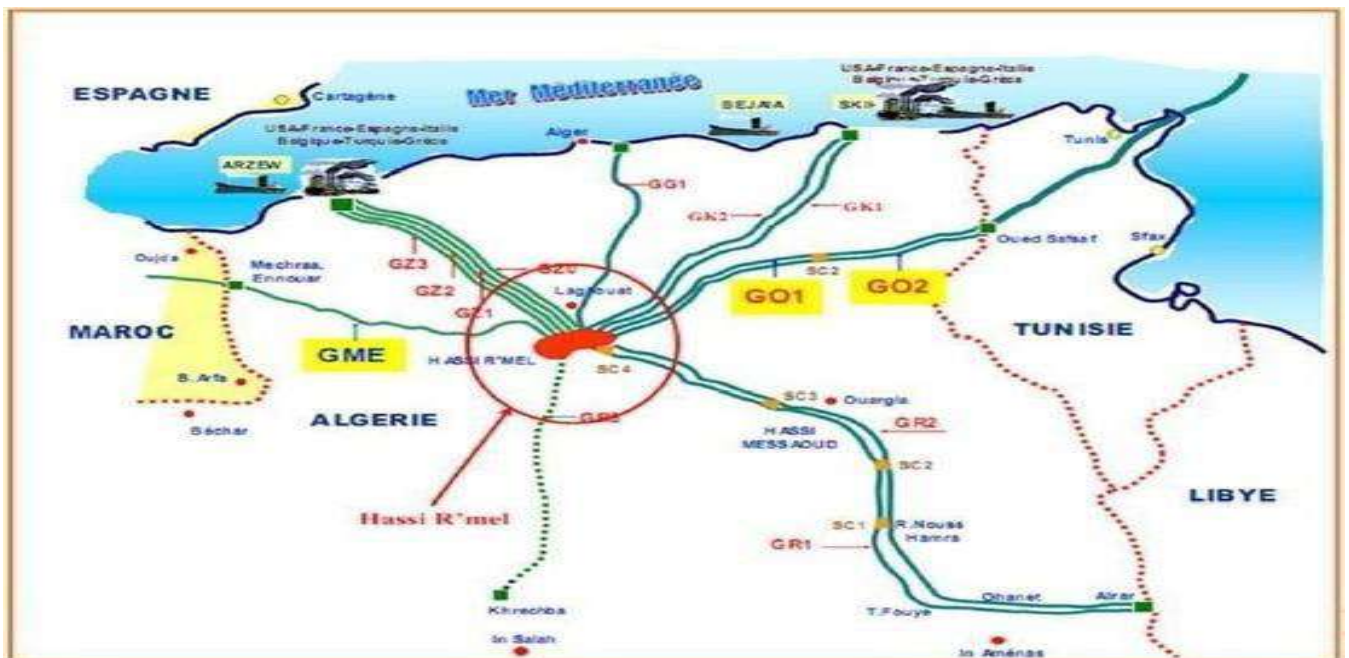 USA-France-Espagne-Italie
Belgique-Turquie-Grèce
ESPAGNE
Cartagène
Mer Méditerranée
BEJAIA
USA-France-Espagne-Italie
Belgique-Turquie-Grèce
Alger
Tunis
ARZEW
GG1
GK2
GK1
Oujda
Mechraa.
Ennouar
GZ3
GZ2
GZ1
GZ0
Laghouat
SC2
GO1
GO2
Oued Safsaf
Sfax
MAROC
GME
HASSI R'MEL
SC4
TUNISIE
B.Arfa
Béchar
ALGERIE
SC3
Ouargla
HASSI
MESSAOUD
GR2
SC2
LIBYE
Hassi R'mel
SC1
R.Nouss
Hamra
GR1
Khrechba
T.Fouye
Ohanet
Alrar
In Salah
In Aménas